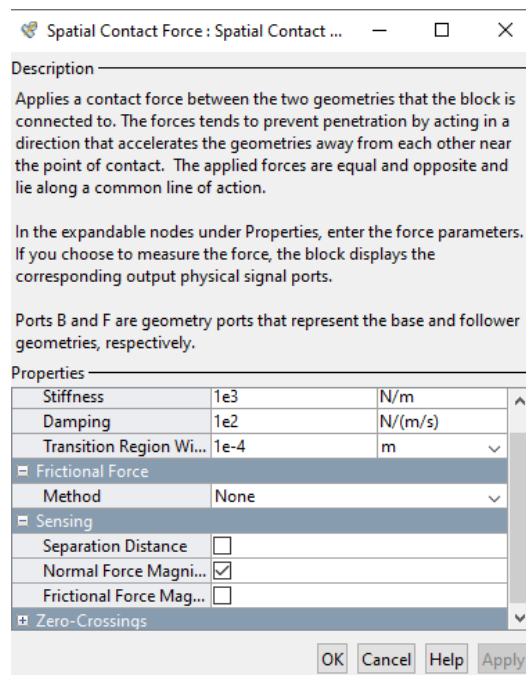 Spatial Contact Force : Spatial Contact ...
Description
Applies a contact force between the two geometries that the block is
connected to. The forces tends to prevent penetration by acting in a
direction that accelerates the geometries away from each other near
the point of contact.  The applied forces are equal and opposite and
lie along a common line of action.
In the expandable nodes under Properties, enter the force parameters.
If you choose to measure the force, the block displays the
corresponding output physical signal ports.
Ports B and F are geometry ports that represent the base and follower
geometries, respectively.
Properties
Stiffness 1e3 N/m
Damping 1e2 N/(m/s)
Transition Region Wi... 1e-4 m
Frictional Force
Method None
Sensing
Separation Distance
Normal Force Magni...
Frictional Force Mag...
Zero-Crossings
OK Cancel Help Apply